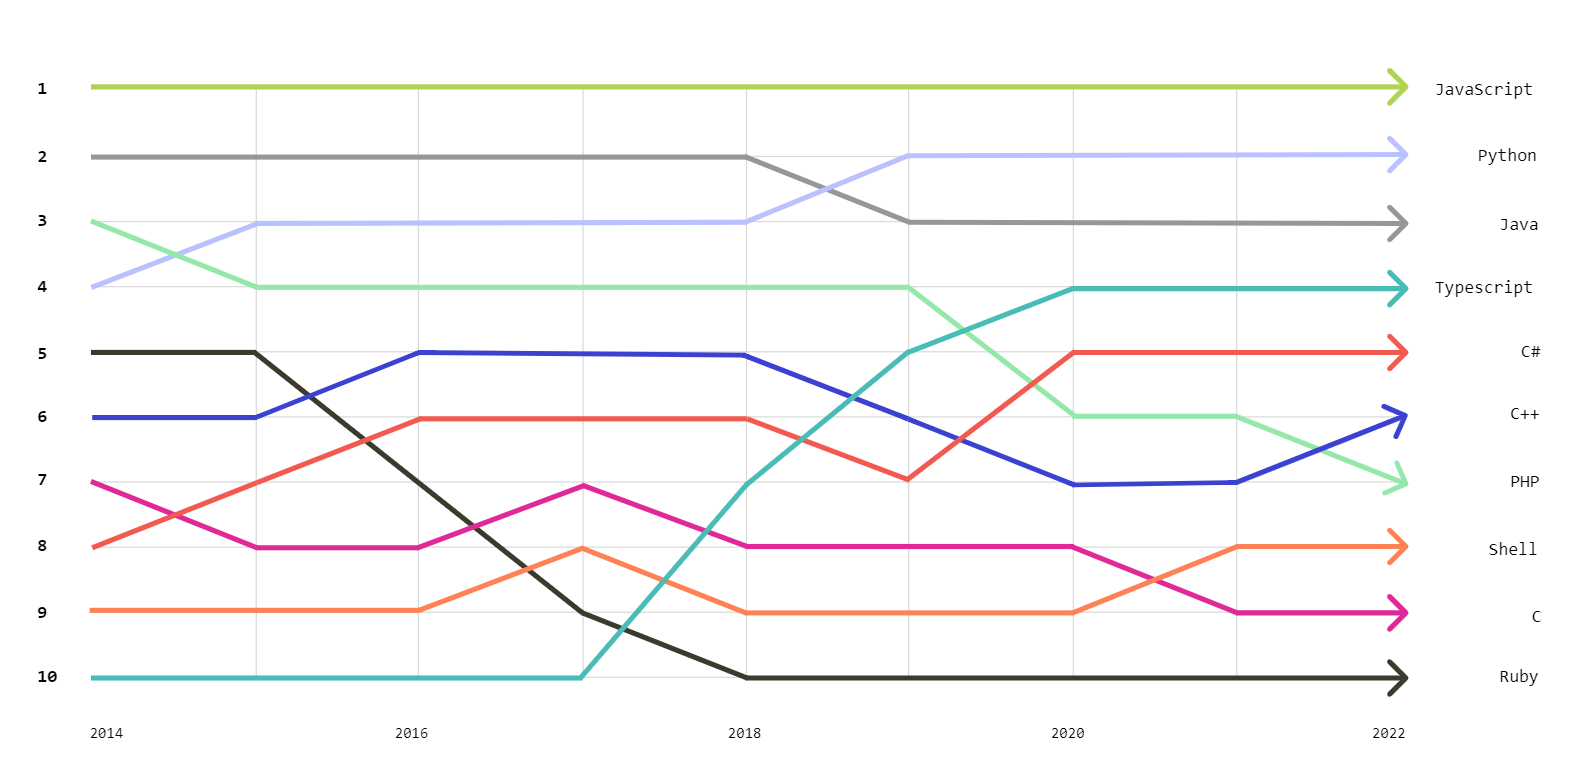 1 JavaScript
2 Python
3 Java
4 Typescript
5 C#
6 C++
7 PHP
8 Shell
9 C
10 Ruby
2014 2016 2018 2020 2022